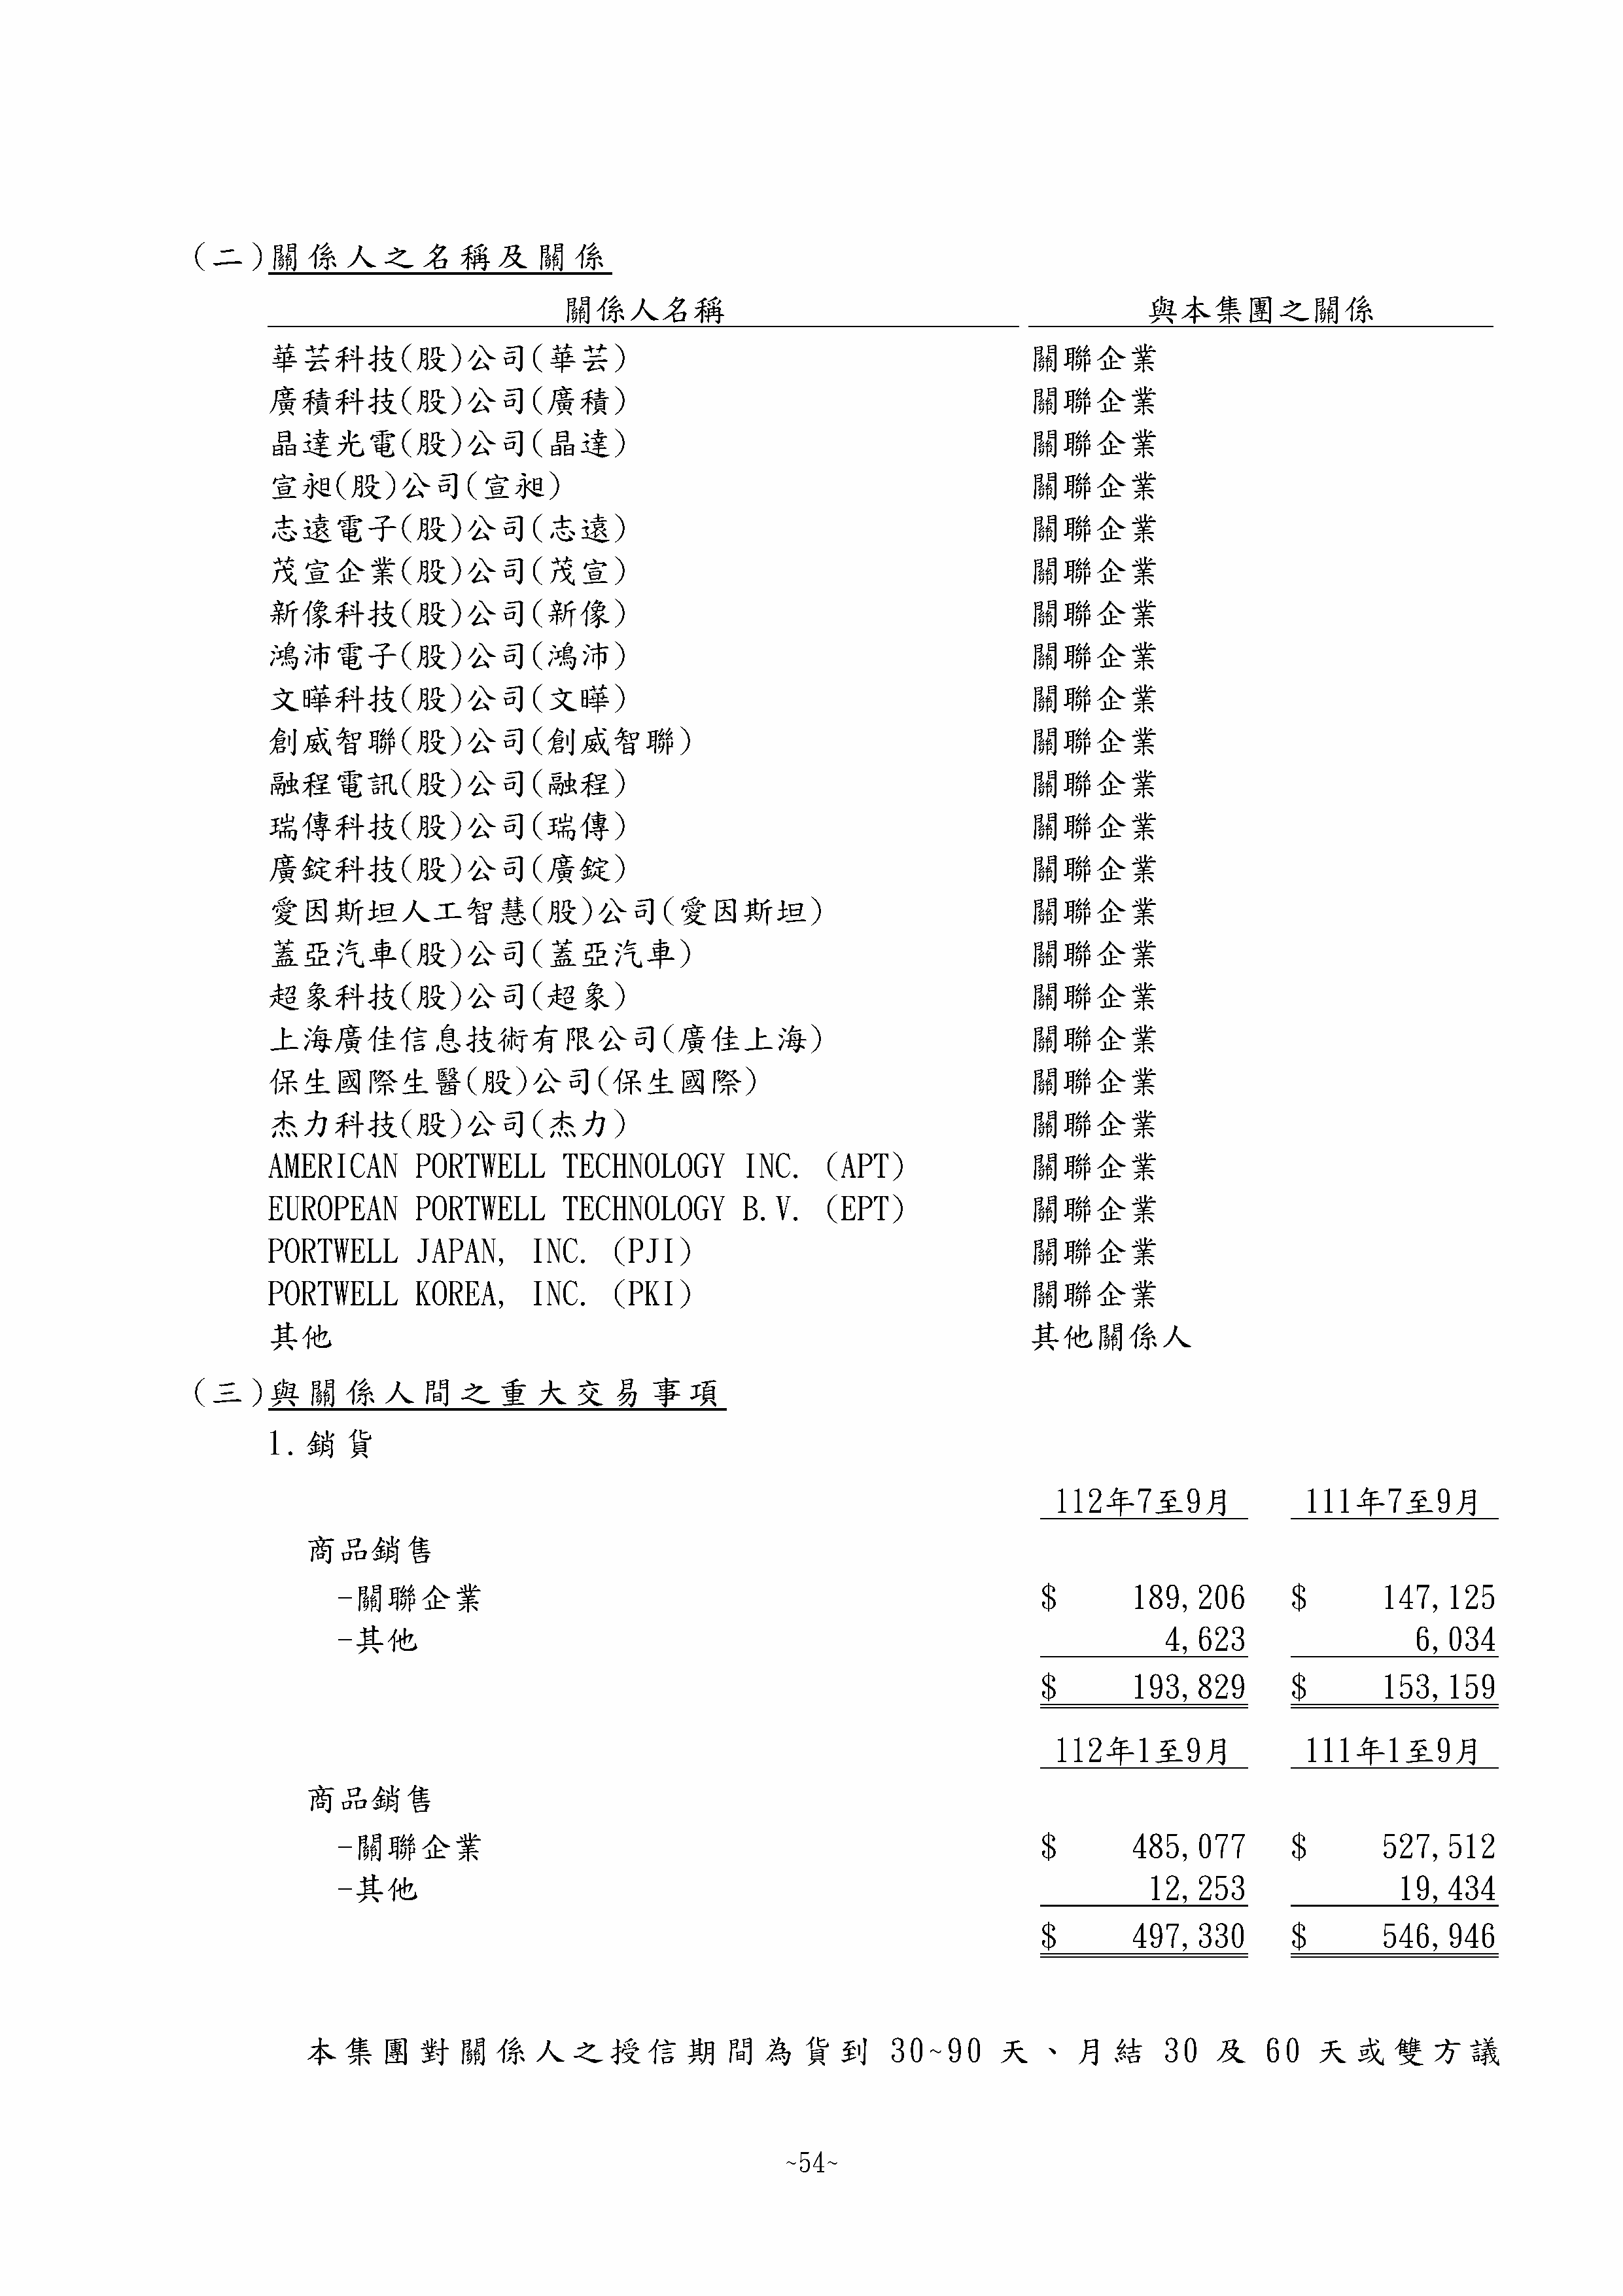 (二)關係人之名稱及關係
關係人名稱 與本集團之關係
華芸科技(股)公司(華芸) 關聯企業
廣積科技(股)公司(廣積) 關聯企業
晶達光電(股)公司(晶達) 關聯企業
宣昶(股)公司(宣昶) 關聯企業
志遠電子(股)公司(志遠) 關聯企業
茂宣企業(股)公司(茂宣) 關聯企業
新像科技(股)公司(新像) 關聯企業
鴻沛電子(股)公司(鴻沛) 關聯企業
文曄科技(股)公司(文曄) 關聯企業
創威智聯(股)公司(創威智聯) 關聯企業
融程電訊(股)公司(融程) 關聯企業
瑞傳科技(股)公司(瑞傳) 關聯企業
廣錠科技(股)公司(廣錠) 關聯企業
愛因斯坦人工智慧(股)公司(愛因斯坦) 關聯企業
蓋亞汽車(股)公司(蓋亞汽車) 關聯企業
超象科技(股)公司(超象) 關聯企業
上海廣佳信息技術有限公司(廣佳上海) 關聯企業
保生國際生醫(股)公司(保生國際) 關聯企業
杰力科技(股)公司(杰力) 關聯企業
AMERICAN PORTWELL TECHNOLOGY INC. (APT) 關聯企業
EUROPEAN PORTWELL TECHNOLOGY B.V. (EPT) 關聯企業
PORTWELL JAPAN, INC. (PJI) 關聯企業
PORTWELL KOREA, INC. (PKI) 關聯企業
其他 其他關係人
(三)與關係人間之重大交易事項
1.銷貨
112年7至9月 111年7至9月
商品銷售
-關聯企業 $ 189,206 $ 147,125
-其他 4,623 6,034
$ 193,829 $ 153,159
112年1至9月 111年1至9月
商品銷售
-關聯企業 $ 485,077 $ 527,512
-其他 12,253 19,434
$ 497,330 $ 546,946
本集團對關係人之授信期間為貨到 30~90 天、月結 30 及 60 天或雙方議
~54~